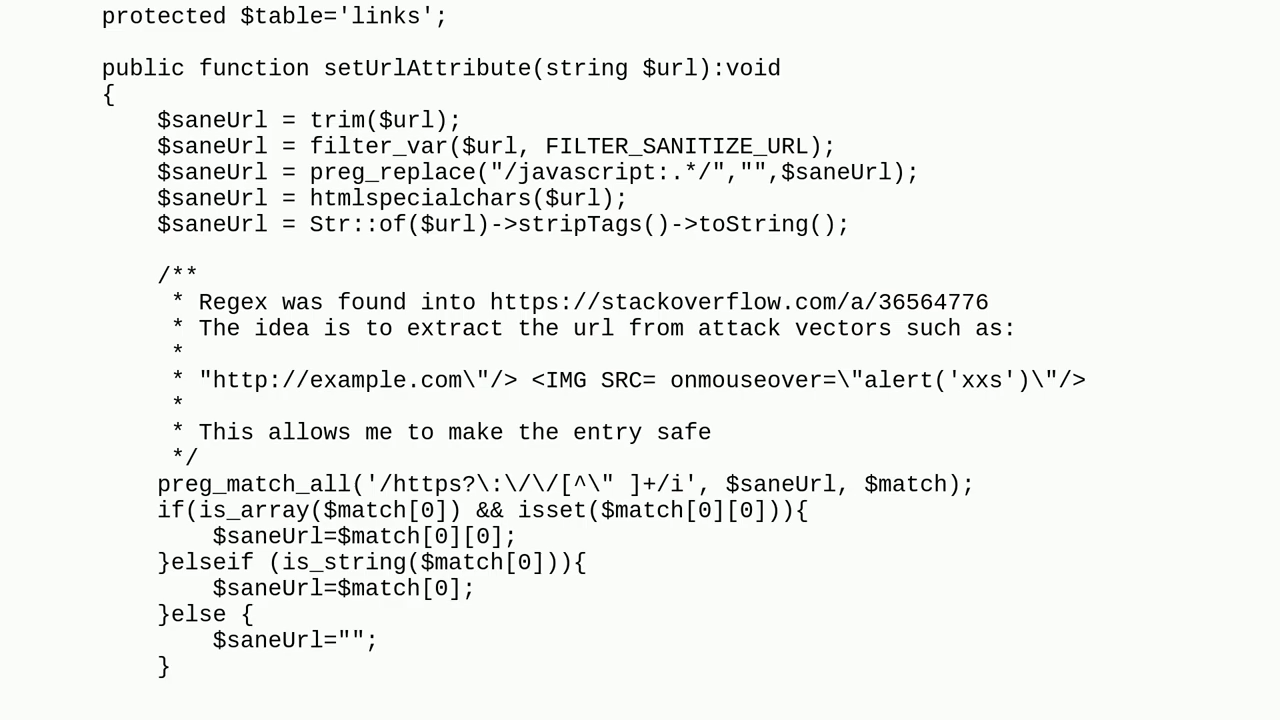 protected $table='links';
public function setUrlAttribute(string $url):void
{
$saneUrl = trim($url);
$saneUrl = filter_var($url, FILTER_SANITIZE_URL);
$saneUrl = preg_replace("/javascript:.*/","",$saneUrl);
$saneUrl = htmlspecialchars($url);
$saneUrl = Str::of($url)->stripTags()->toString();
/**
* Regex was found into https://stackoverflow.com/a/36564776
* The idea is to extract the url from attack vectors such as:
*
* "http://example.com\"/> <IMG SRC= onmouseover=\"alert('xxs')\"/>
*
* This allows me to make the entry safe
*/
preg_match_all('/https?\:\/\/[^\" ]+/i', $saneUrl, $match);
if(is_array($match[0]) && isset($match[0][0])){
$saneUrl=$match[0][0];
}elseif (is_string($match[0])){
$saneUrl=$match[0];
}else {
$saneUrl="";
}